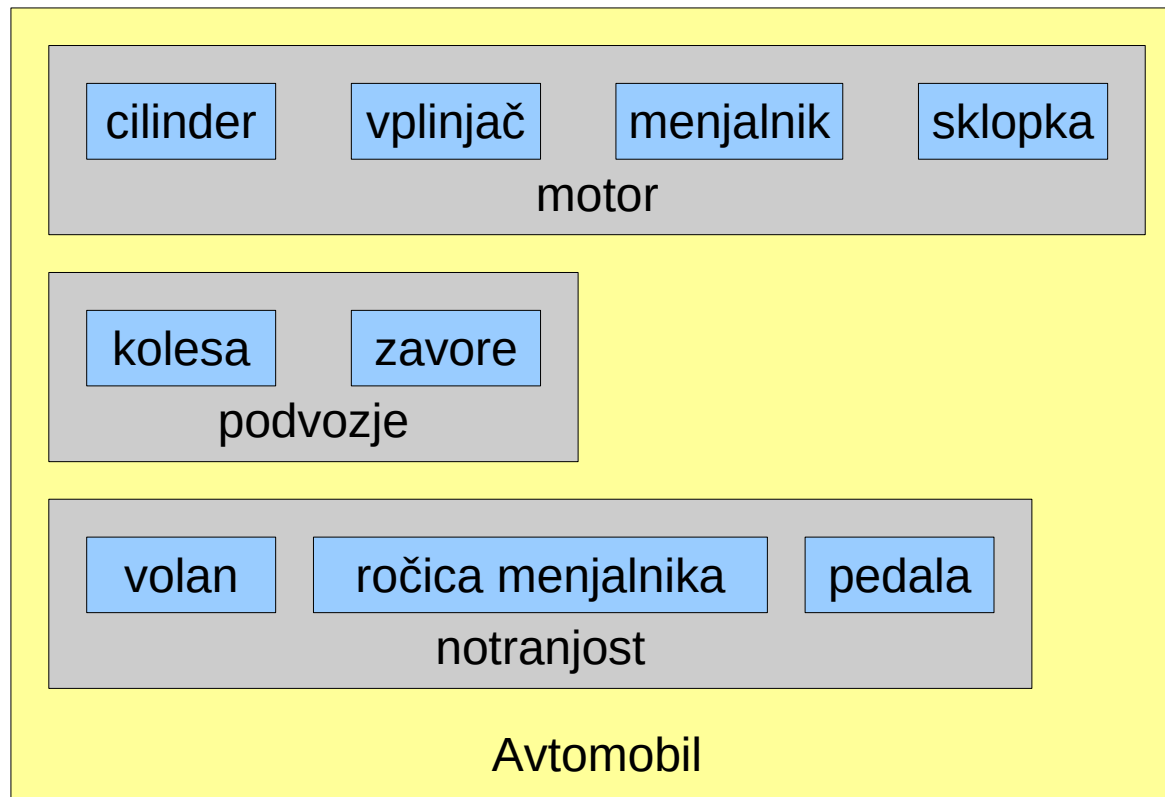 cilinder vplinjač menjalnik sklopka
motor
kolesa zavore
podvozje
volan ročica menjalnika pedala
notranjost
Avtomobil